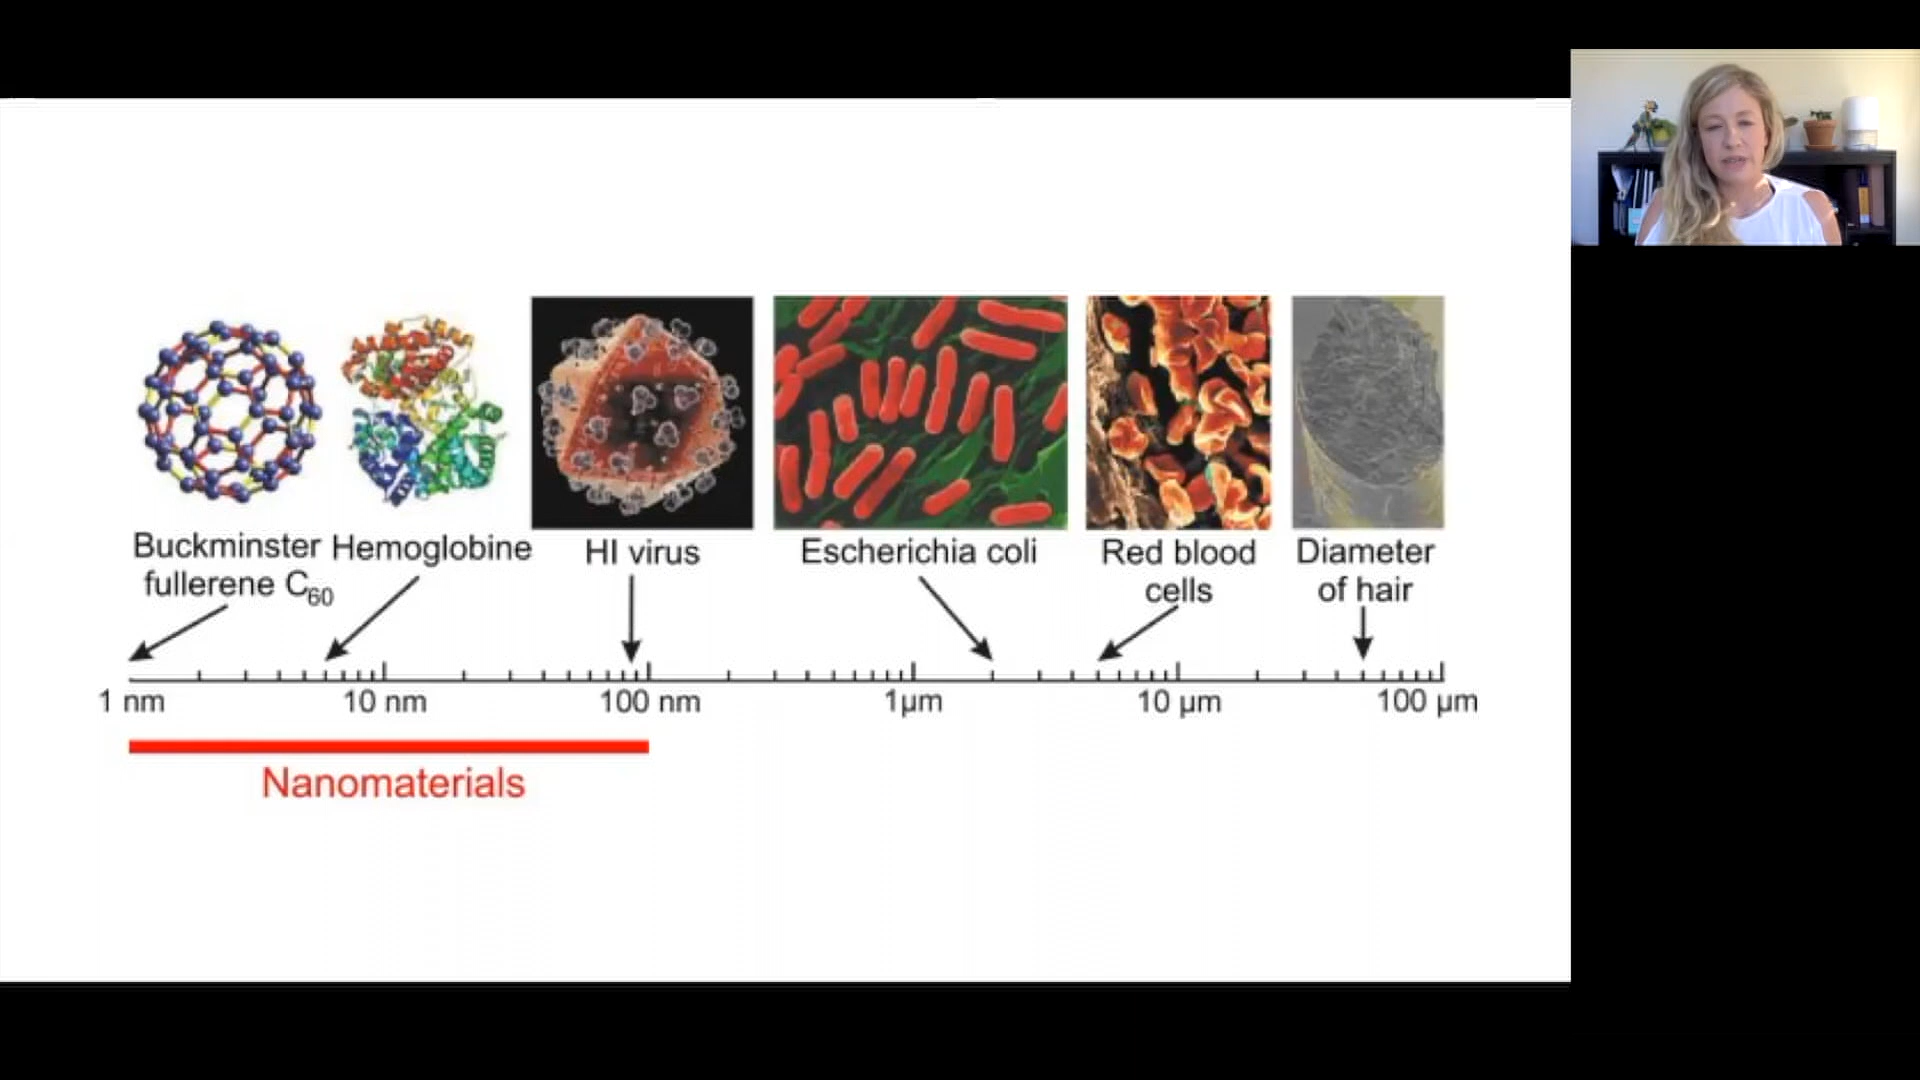 Buckminster
fullerene C60
Hemoglobine
HI virus
Escherichia coli
Red blood
cells
Diameter
of hair
1 nm
10 nm
100 nm
1µm
10 µm
100 µm
Nanomaterials